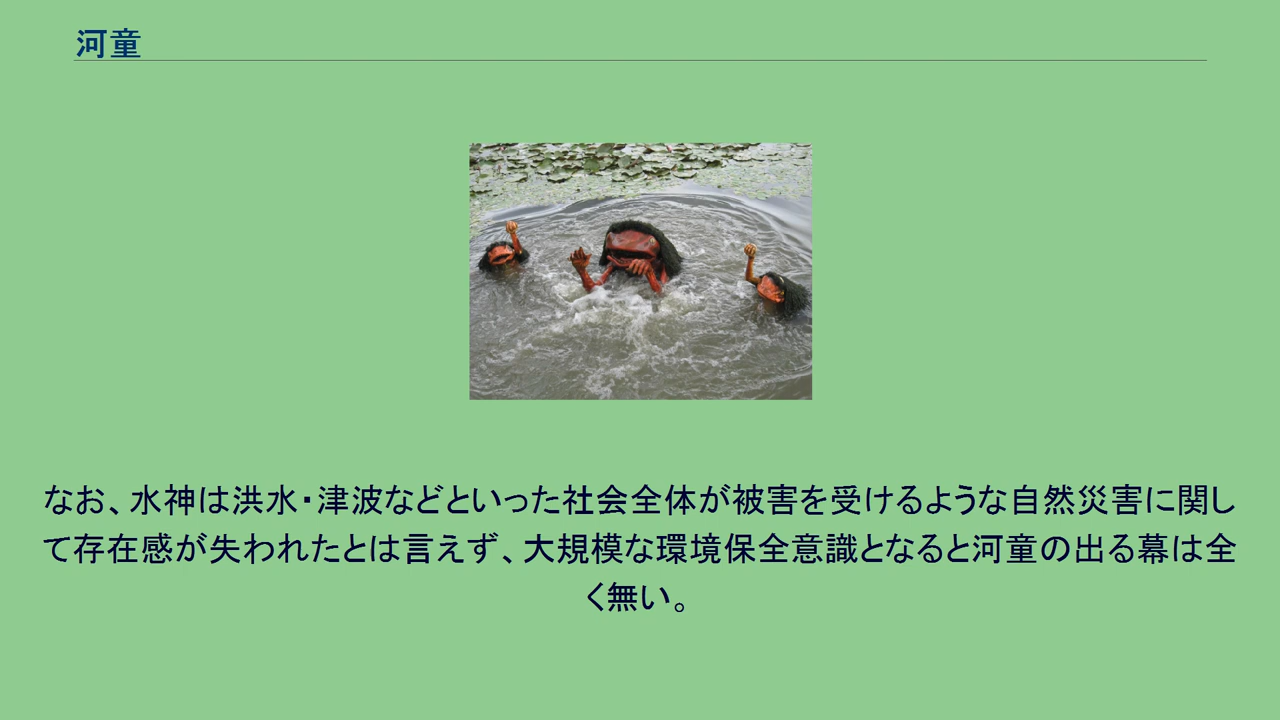 河童
なお、水神は洪水・津波などといった社会全体が被害を受けるような自然災害に関し
て存在感が失われたとは言えず、大規模な環境保全意識となると河童の出る幕は全
く無い。